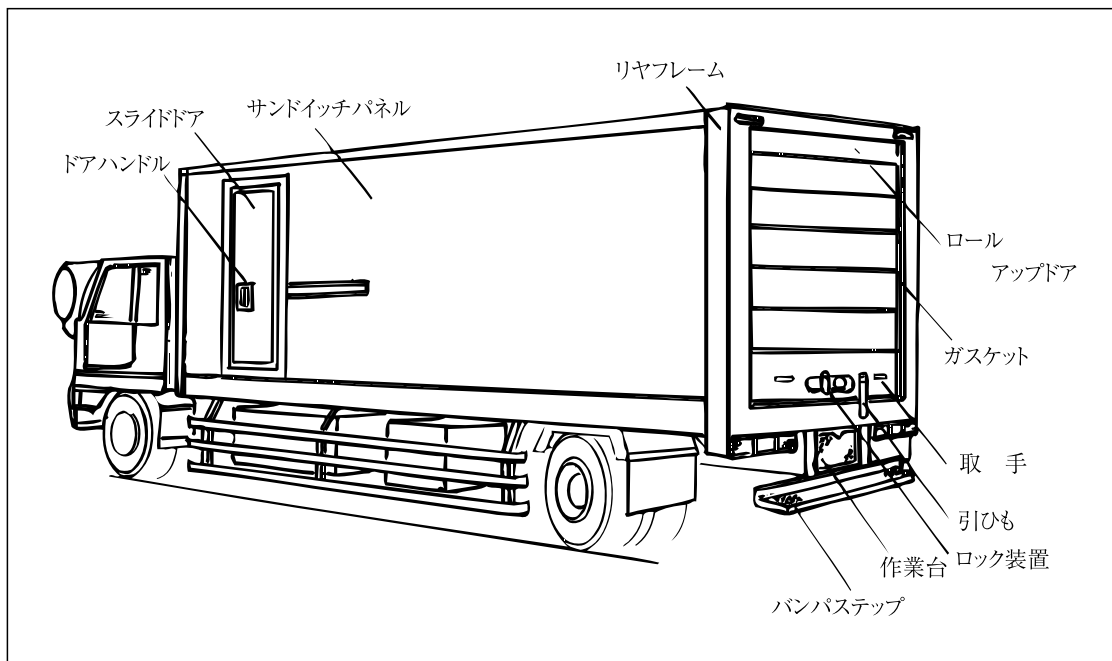 リヤフレーム
サンドイッチパネル
スライドドア
ドアハンドル
ロール
アップドア
ガスケット
取　手
引ひも
ロック装置
作業台
バンパステップ